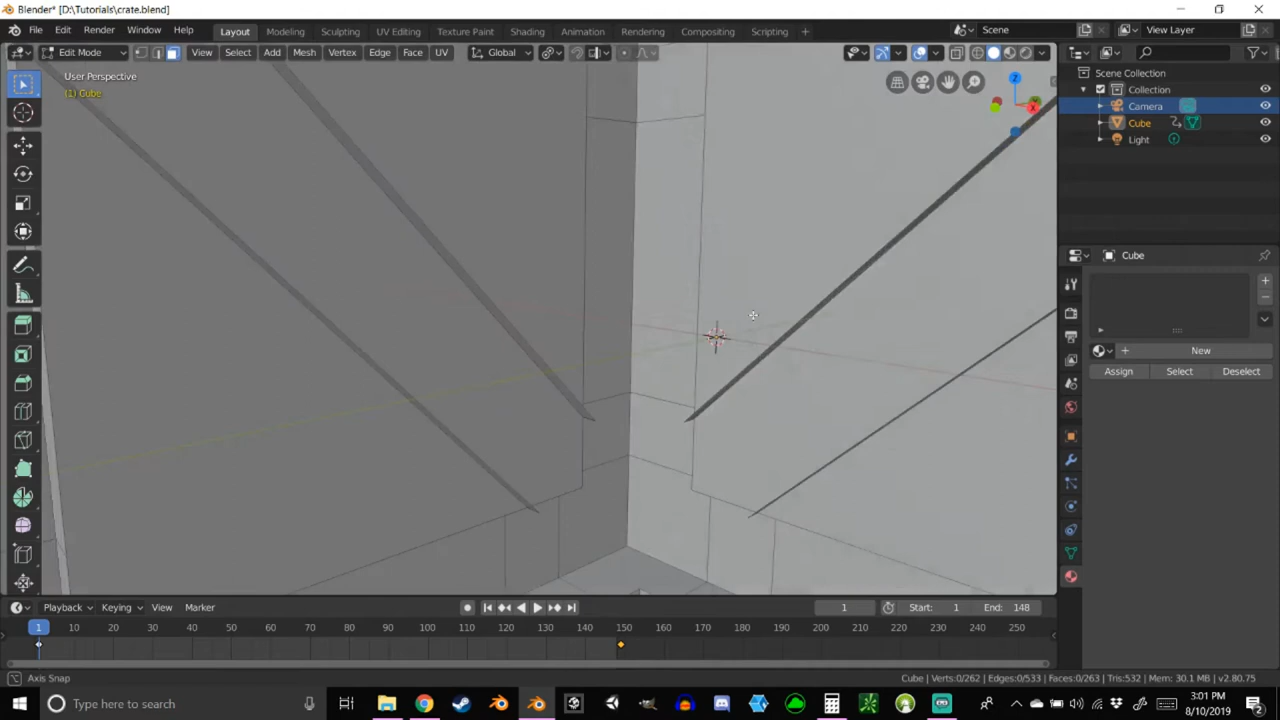 Blender* [D:\Tutorials\crate.blend]
File Edit Render Window Help Layout Modeling Sculpting UV Editing Texture Paint Shading Animation Rendering Compositing Scripting + Scene View Layer
Edit Mode View Select Add Mesh Vertex Edge Face UV Global
User Perspective
(1) Cube
Z
X
Scene Collection
Collection
Camera
Cube
Light
Cube
New
Assign Select Deselect
Playback Keying View Marker 1 Start: 1 End: 148
1 10 20 30 40 50 60 70 80 90 100 110 120 130 140 150 160 170 180 190 200 210 220 230 240 250
Axis Snap Cube | Verts:0/262 | Edges:0/533 | Faces:0/263 | Tris:532 | Mem: 30.1 MB | v2.80.75
Type here to search 3:01 PM
8/10/2019
2